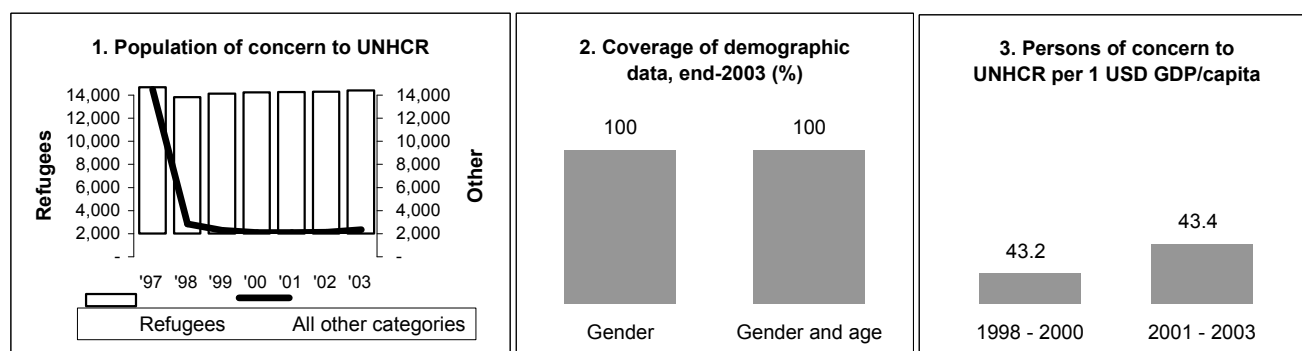 1. Population of concern to UNHCR
Refugees
14,000
12,000
10,000
8,000
6,000
4,000
2,000
-
14,000
12,000
10,000
8,000
6,000
4,000
2,000
-
Other
'97 '98 '99 '00 '01 '02 '03
Refugees All other categories
2. Coverage of demographic
data, end-2003 (%)
100 100
Gender Gender and age
3. Persons of concern to
UNHCR per 1 USD GDP/capita
43.2
43.4
1998 - 2000 2001 - 2003